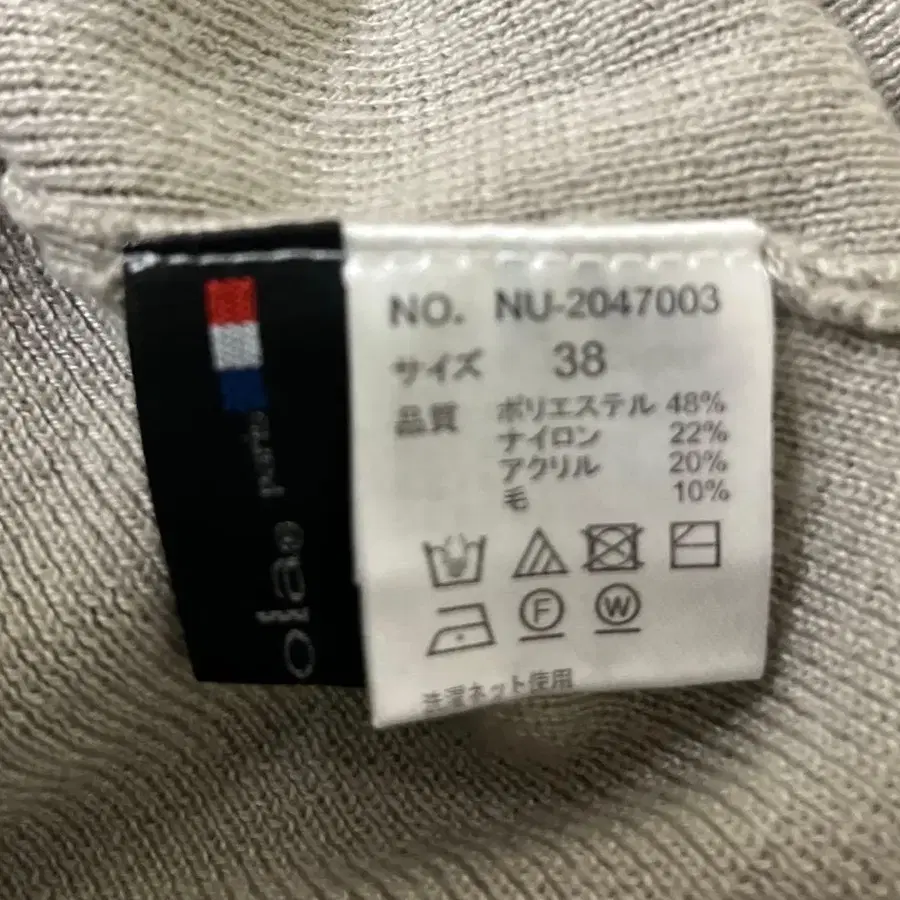 NO. NU-2047003
サイズ 38
品質 ポリエステル 48%
ナイロン 22%
アクリル 20%
毛 10%
F W
洗濯ネット使用
paris